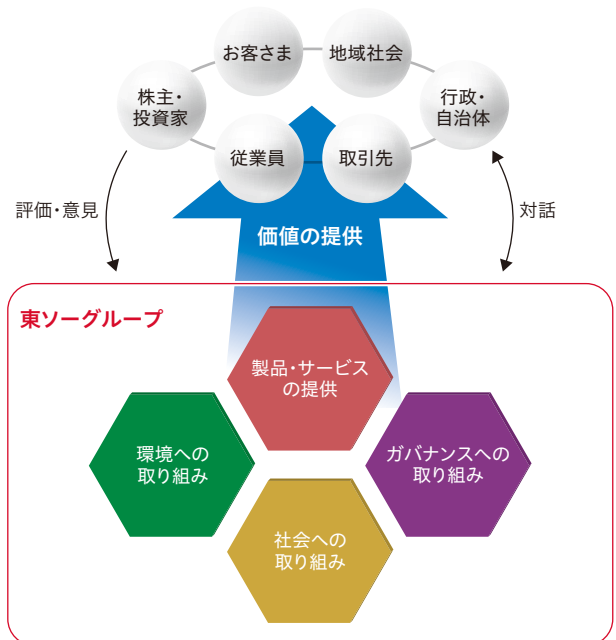 お客さま
地域社会
株主・
投資家
行政・
自治体
従業員
取引先
評価・意見
対話
価値の提供
東ソーグループ
製品・サービス
の提供
環境への
取り組み
ガバナンスへの
取り組み
社会への
取り組み